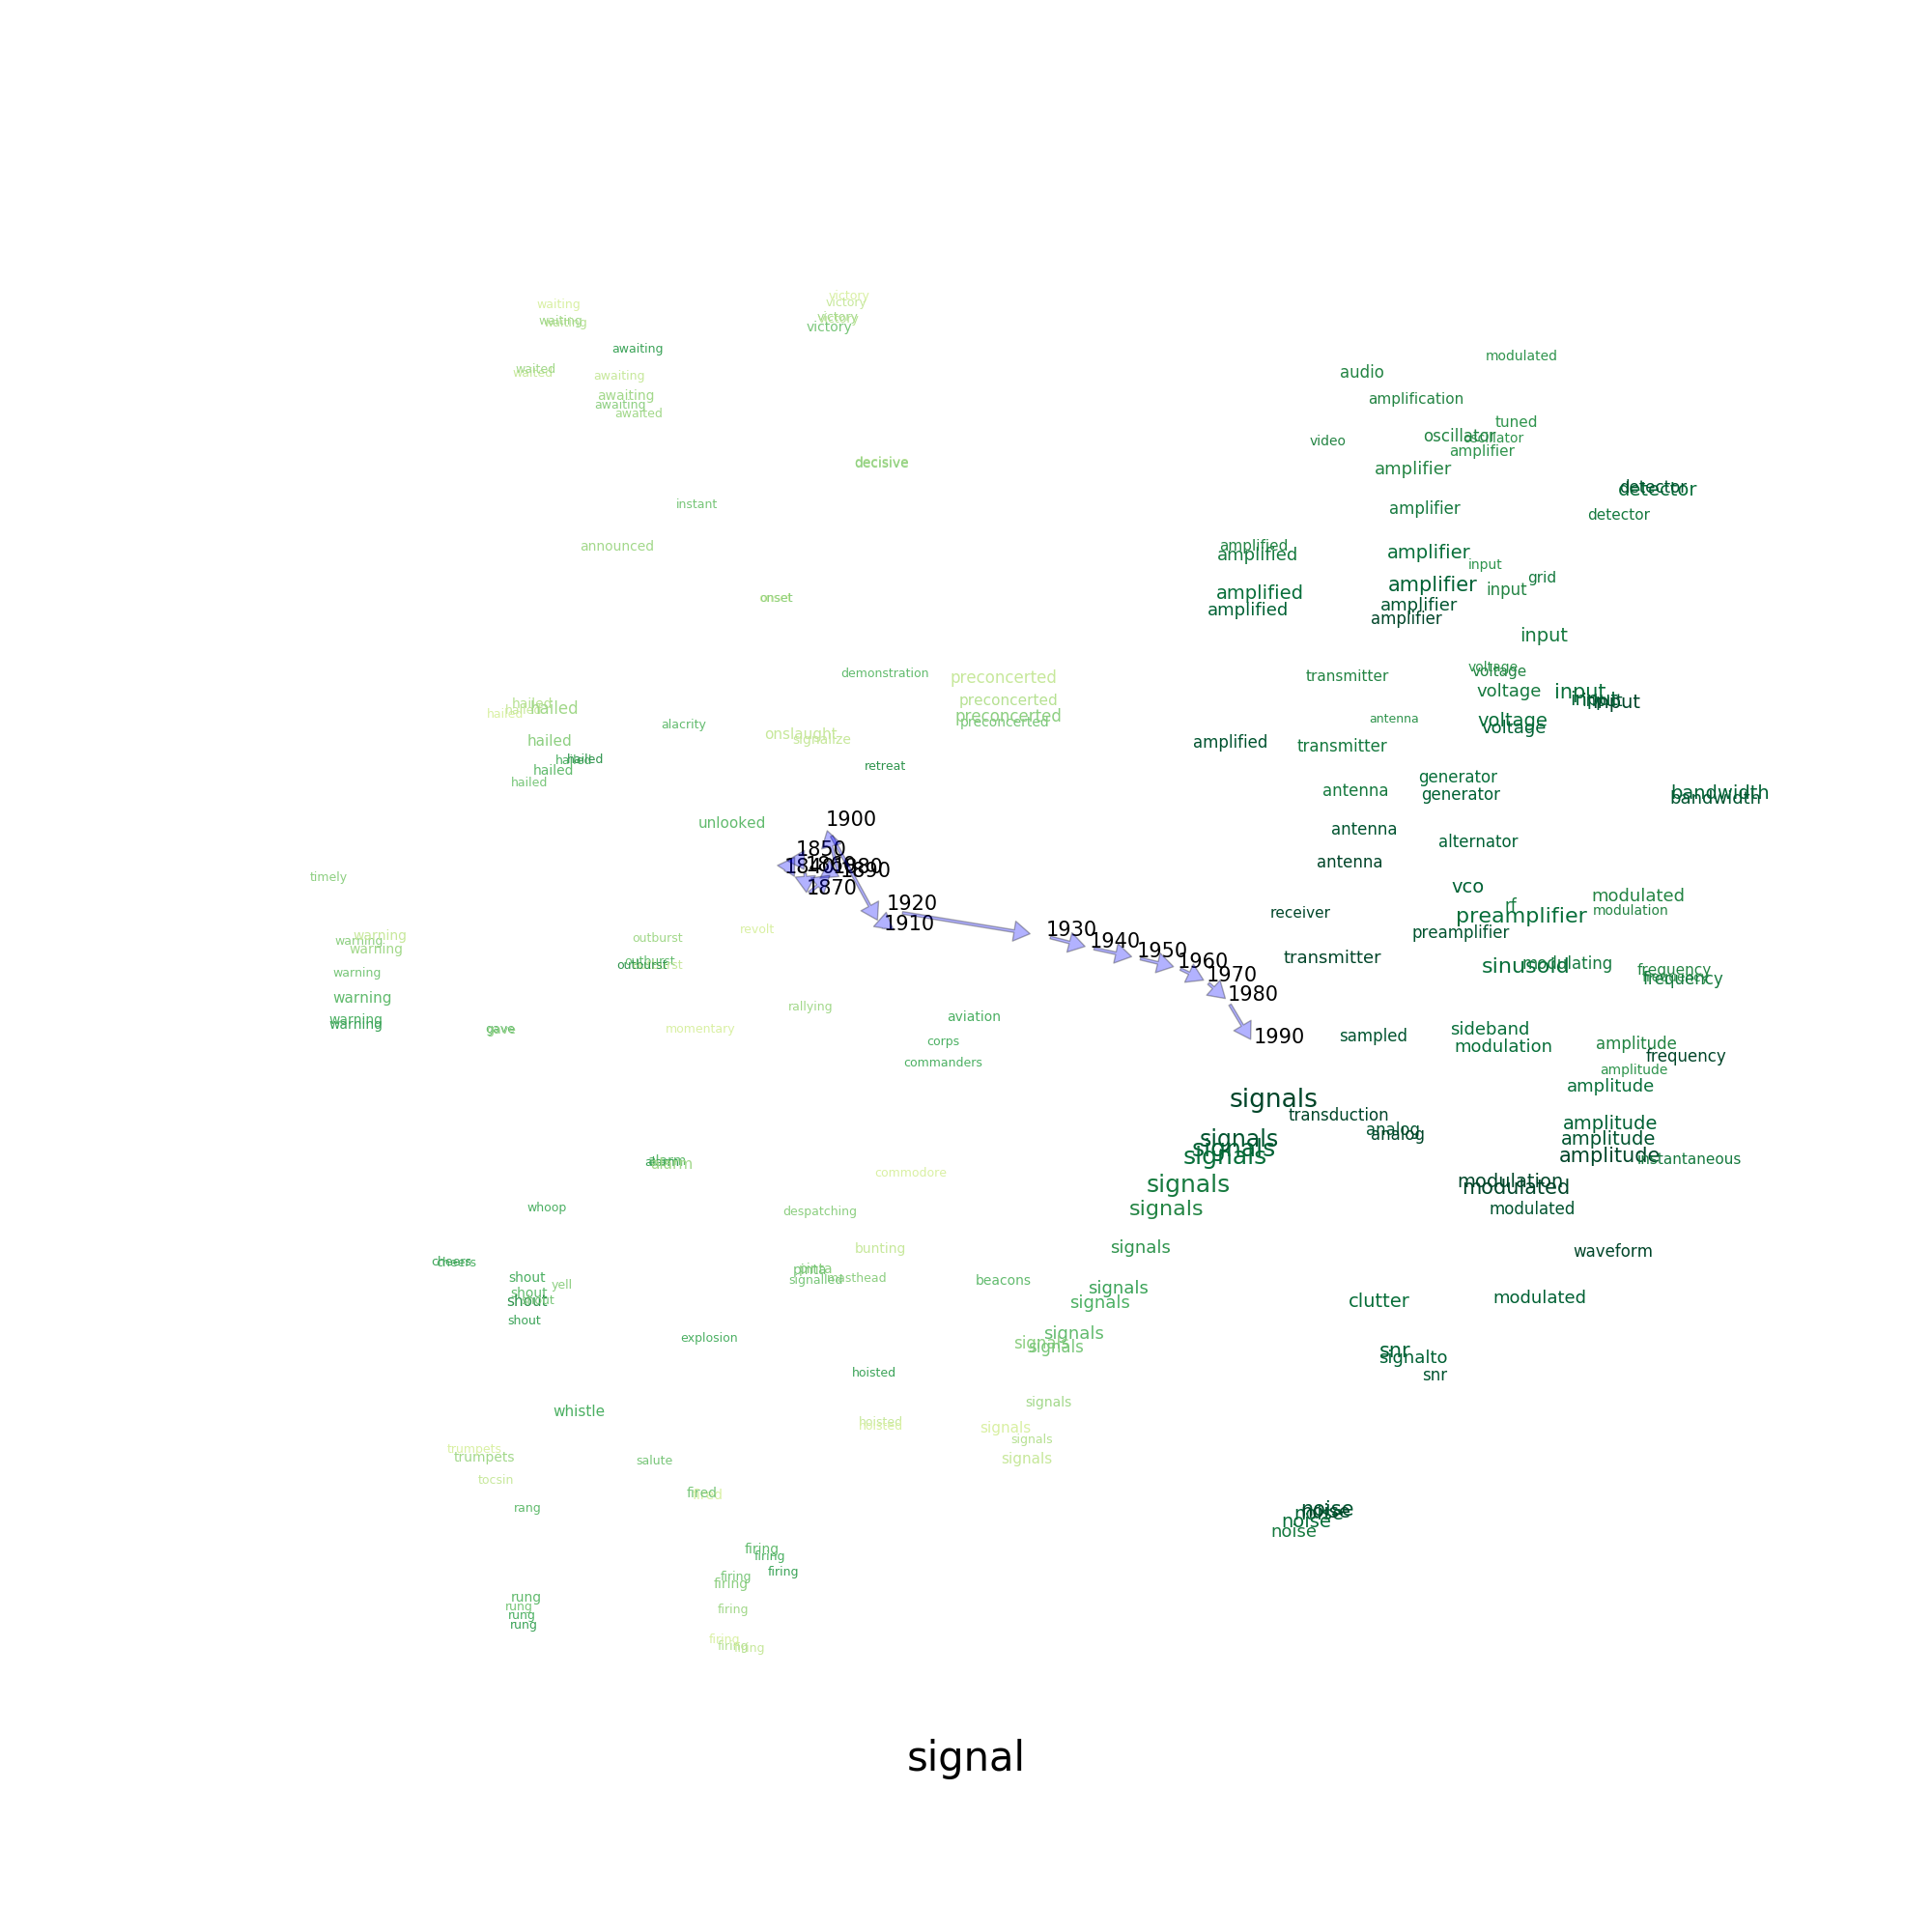 victory
waiting
victory
victory
victory
waiting
waiting
victory
awaiting
modulated
waited
audio
waited
awaiting
awaiting
amplification
awaiting
awaited
tuned
oscillator
oscillator
video
amplifier
decisive
amplifier
detector
detector
instant
amplifier
detector
announced
amplified
amplified
amplifier
input
grid
amplifier
input
amplified
onset
amplifier
amplified
amplifier
input
voltage
voltage
demonstration
transmitter
preconcerted
voltage
input
input
input
preconcerted
hailed
hailed
hailed
hailed
preconcerted
preconcerted
antenna
voltage
voltage
alacrity
onslaught
signalize
hailed
amplified
transmitter
hailed
hailed
retreat
hailed
hailed
generator
antenna
generator
bandwidth
bandwidth
unlooked
1900
antenna
alternator
1850
1860
1840
1880
1890
antenna
timely
1870
vco
modulated
1920
rf
modulation
receiver
preamplifier
1910
1930
preamplifier
revolt
warning
outburst
warning
1940
warning
1950
transmitter
1960
outburst
outburst
outburst
modulating
sinusoid
warning
1970
frequency
frequency
frequency
1980
warning
rallying
aviation
warning
warning
gave
gave
momentary
corps
1990
sampled
sideband
modulation
amplitude
frequency
commanders
amplitude
amplitude
signals
transduction
analog
analog
amplitude
signals
signals
signals
amplitude
amplitude
instantaneous
alarm
alarm
alarm
commodore
signals
modulation
modulated
whoop
despatching
signals
modulated
bunting
signals
waveform
cheers
cheers
pinta
pinta
shout
masthead
signalled
beacons
yell
signals
shout
shout
shout
signals
clutter
modulated
shout
explosion
signals
signals
signals
snr
signalto
hoisted
snr
signals
whistle
hoisted
hoisted
signals
signals
trumpets
trumpets
signals
salute
tocsin
fired
fired
rang
noise
noise
noise
noise
noise
firing
firing
firing
firing
firing
rung
rung
firing
rung
rung
firing
firing
firing
signal